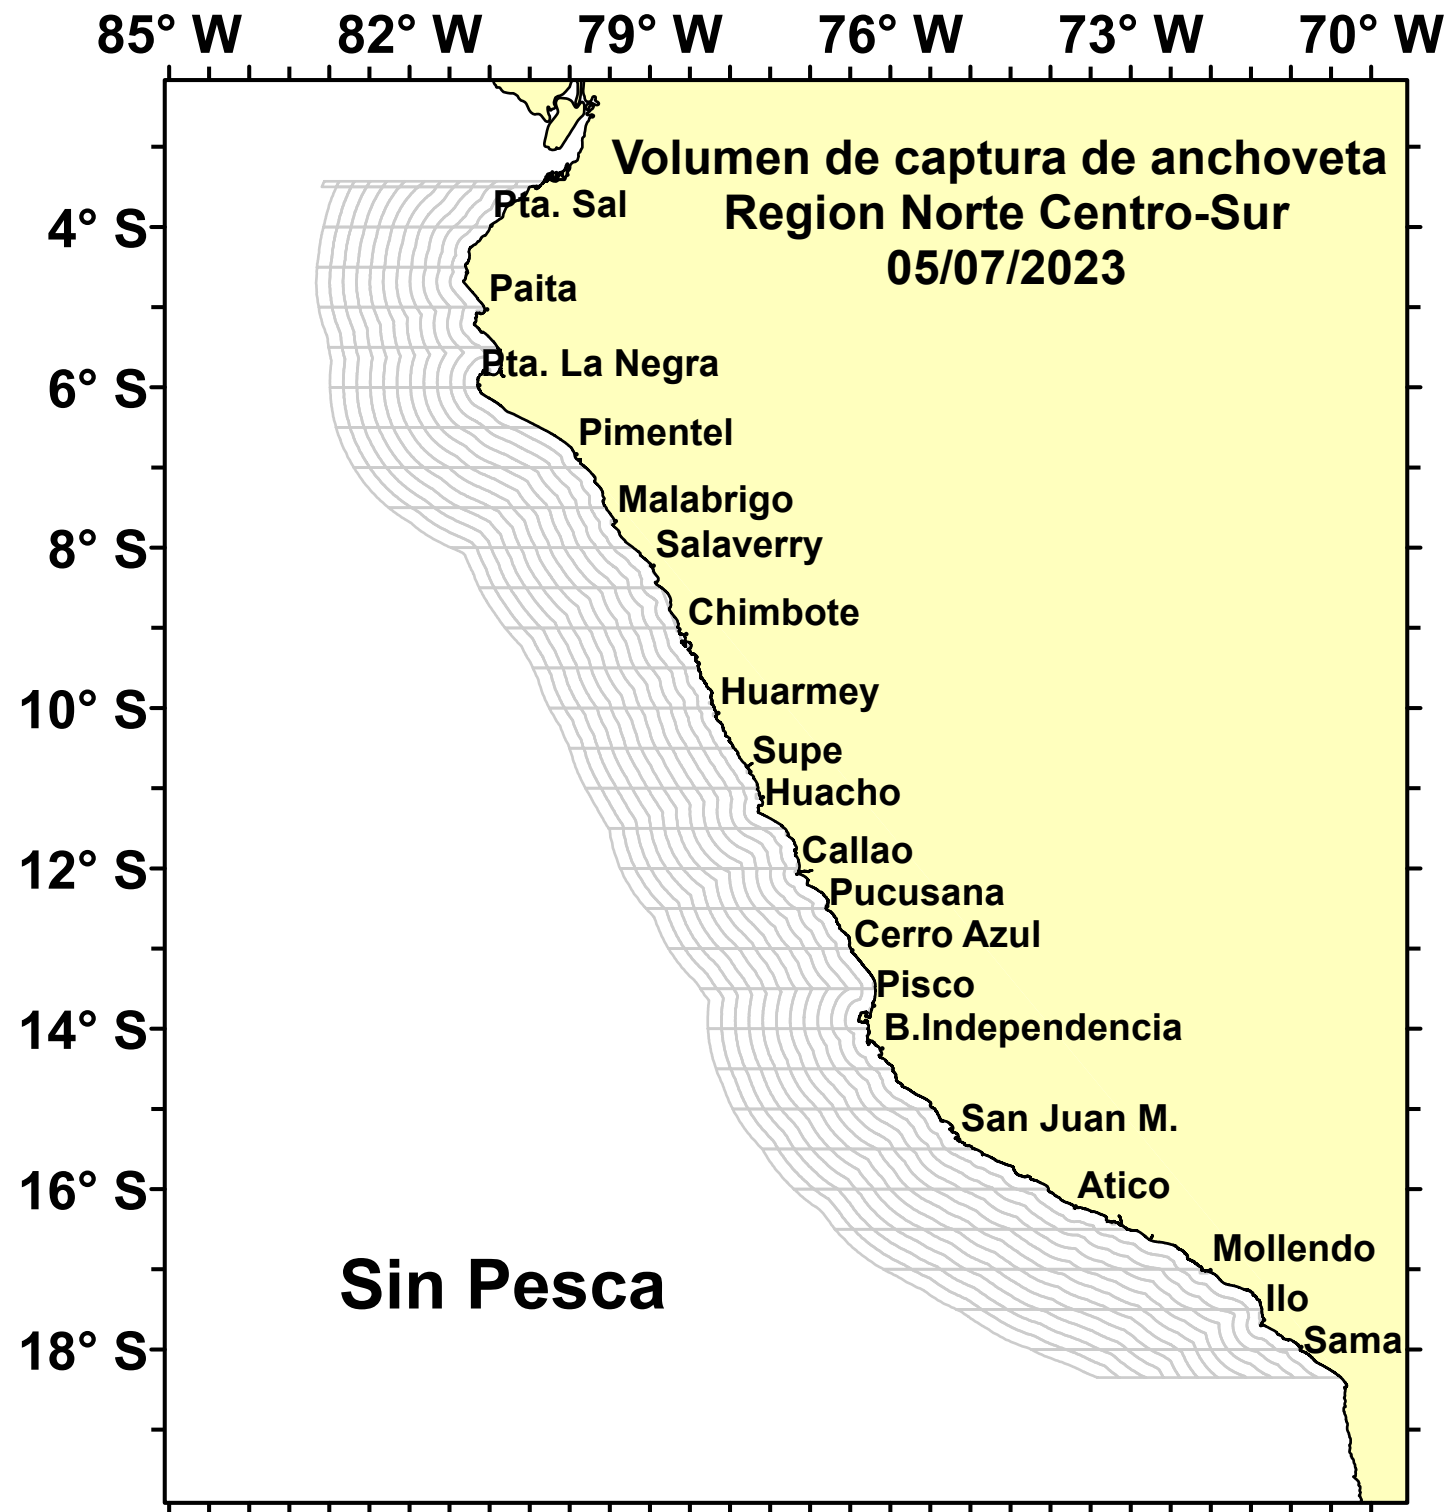 85° W 82° W 79° W 76° W 73° W 70° W
Volumen de captura de anchoveta
Region Norte Centro-Sur
05/07/2023
Pta. Sal
4° S
Paita
Pta. La Negra
6° S
Pimentel
Malabrigo
Salaverry
8° S
Chimbote
Huarmey
10° S
Supe
Huacho
Callao
12° S
Pucusana
Cerro Azul
Pisco
B.Independencia
14° S
San Juan M.
Atico
16° S
Mollendo
Sin Pesca
Ilo
Sama
18° S